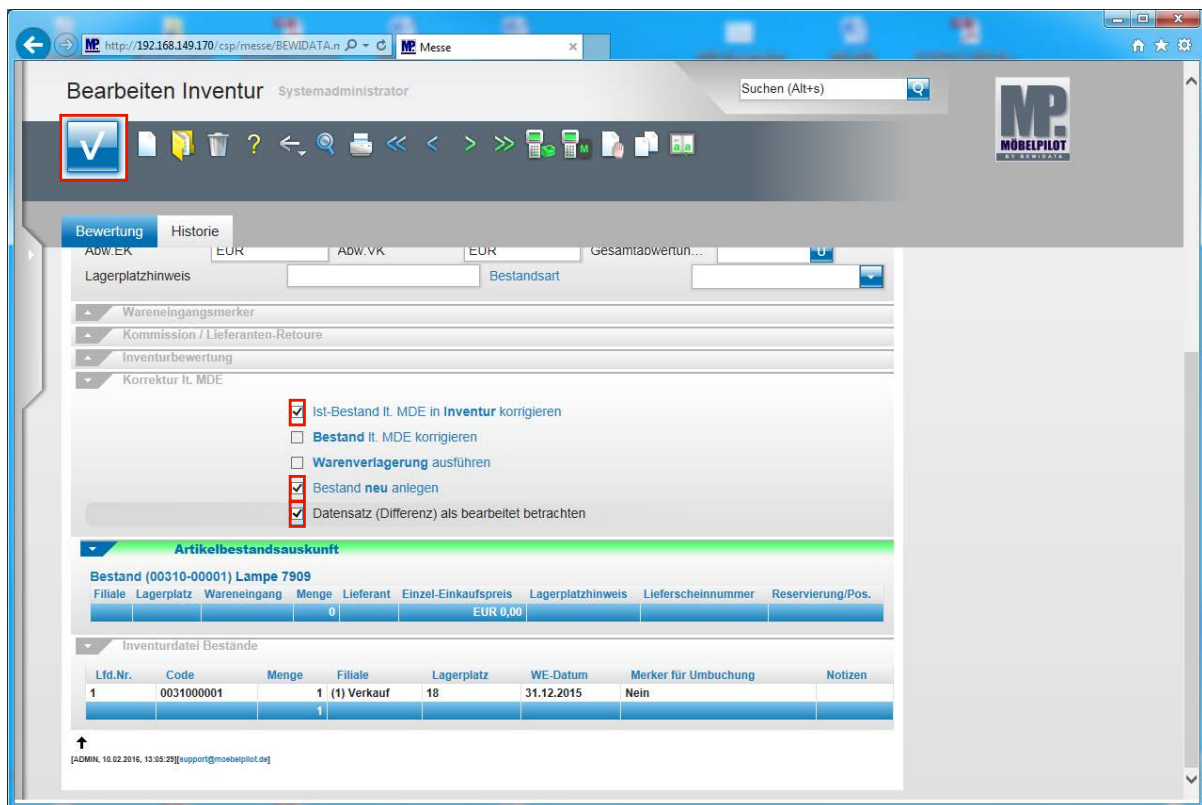 http://192.168.149.170/csp/messe/BEWIDATA.n
MP. Messe
Bearbeiten Inventur Systemadministrator
Suchen (Alt+s)
MP.
MÖBELPILOT
BY BEWIDATA
Bewertung Historie
Abw.EK EUR Abw.VK EUR Gesamtabwertun... Ü
Lagerplatzhinweis Bestandsart
Wareneingangsmerker
Kommission / Lieferanten-Retoure
Inventurbewertung
Korrektur lt. MDE
Ist-Bestand lt. MDE in Inventur korrigieren
Bestand lt. MDE korrigieren
Warenverlagerung ausführen
Bestand neu anlegen
Datensatz (Differenz) als bearbeitet betrachten
Artikelbestandsauskunft
Bestand (00310-00001) Lampe 7909
Filiale Lagerplatz Wareneingang Menge Lieferant Einzel-Einkaufspreis Lagerplatzhinweis Lieferscheinnummer Reservierung/Pos.
0 EUR 0,00
Inventurdatei Bestände
Lfd.Nr. Code Menge Filiale Lagerplatz WE-Datum Merker für Umbuchung Notizen
1 0031000001 1 (1) Verkauf 18 31.12.2015 Nein
1
[ADMIN, 10.02.2016, 13:05:25][support@moebelpilot.de]